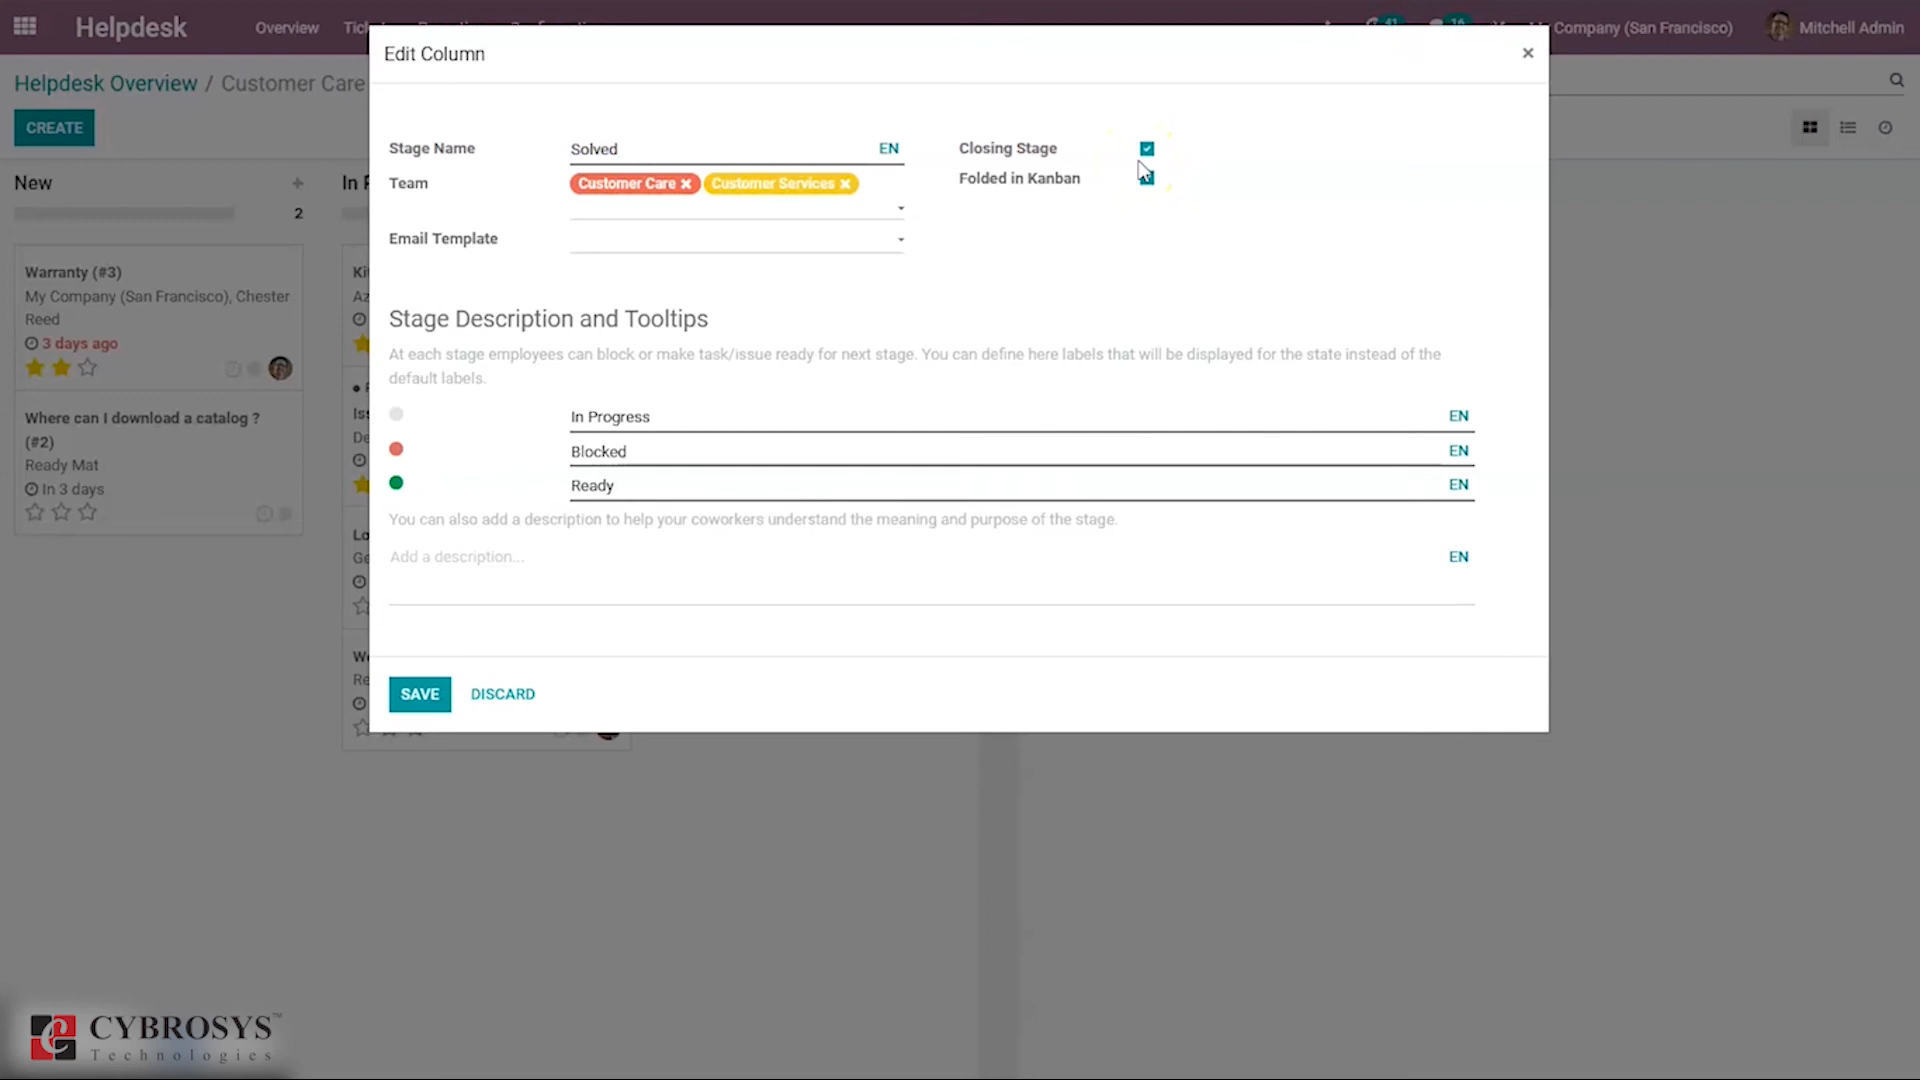 Helpdesk
Overview
41
16
Company (San Francisco)
Mitchell Admin
Helpdesk Overview / Customer Care
CREATE
Edit Column
×
Stage Name
Solved
EN
Team
Customer Care ×
Customer Services ×
Email Template
Closing Stage
Folded in Kanban
Stage Description and Tooltips
At each stage employees can block or make task/issue ready for next stage. You can define here labels that will be displayed for the state instead of the
default labels.
In Progress
EN
Blocked
EN
Ready
EN
You can also add a description to help your coworkers understand the meaning and purpose of the stage.
Add a description...
EN
SAVE
DISCARD
New
+
2
Warranty (#3)
My Company (San Francisco), Chester
Reed
3 days ago
Where can I download a catalog ?
(#2)
Ready Mat
In 3 days
In
CYBROSYS™
Technologies